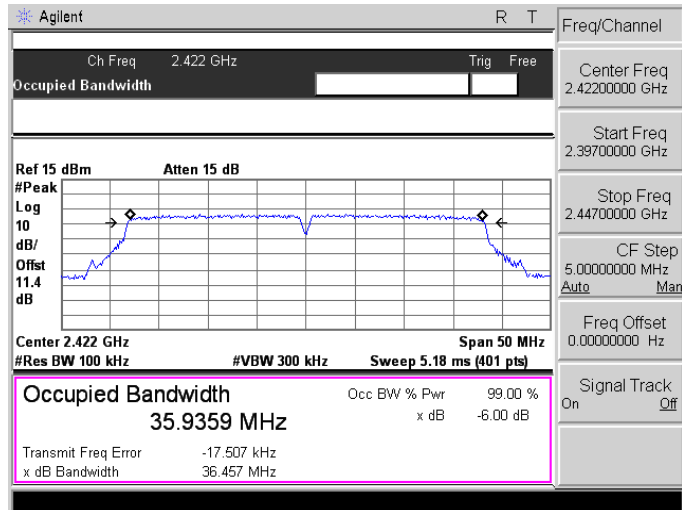 Agilent R T
Ch Freq 2.422 GHz Trig Free
Occupied Bandwidth
Ref 15 dBm Atten 15 dB
#Peak
Log
10
dB/
Offst
11.4
dB
Center 2.422 GHz Span 50 MHz
#Res BW 100 kHz #VBW 300 kHz Sweep 5.18 ms (401 pts)
Occupied Bandwidth Occ BW % Pwr 99.00 %
35.9359 MHz x dB -6.00 dB
Transmit Freq Error -17.507 kHz
x dB Bandwidth 36.457 MHz
Freq/Channel
Center Freq
2.42200000 GHz
Start Freq
2.39700000 GHz
Stop Freq
2.44700000 GHz
CF Step
5.00000000 MHz
Auto Man
Freq Offset
0.00000000 Hz
Signal Track
On Off